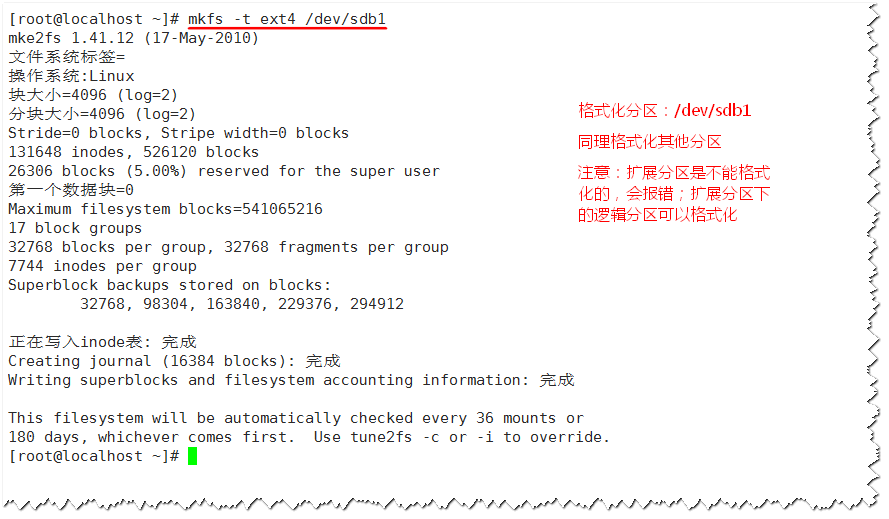 [root@localhost ~]# mkfs -t ext4 /dev/sdb1
mke2fs 1.41.12 (17-May-2010)
文件系统标签=
操作系统:Linux
块大小=4096 (log=2)
分块大小=4096 (log=2)
Stride=0 blocks, Stripe width=0 blocks
131648 inodes, 526120 blocks
26306 blocks (5.00%) reserved for the super user
第一个数据块=0
Maximum filesystem blocks=541065216
17 block groups
32768 blocks per group, 32768 fragments per group
7744 inodes per group
Superblock backups stored on blocks:
32768, 98304, 163840, 229376, 294912
正在写入inode表: 完成
Creating journal (16384 blocks): 完成
Writing superblocks and filesystem accounting information: 完成
This filesystem will be automatically checked every 36 mounts or
180 days, whichever comes first.  Use tune2fs -c or -i to override.
[root@localhost ~]#
格式化分区：/dev/sdb1
同理格式化其他分区
注意：扩展分区是不能格式
化的，会报错；扩展分区下
的逻辑分区可以格式化